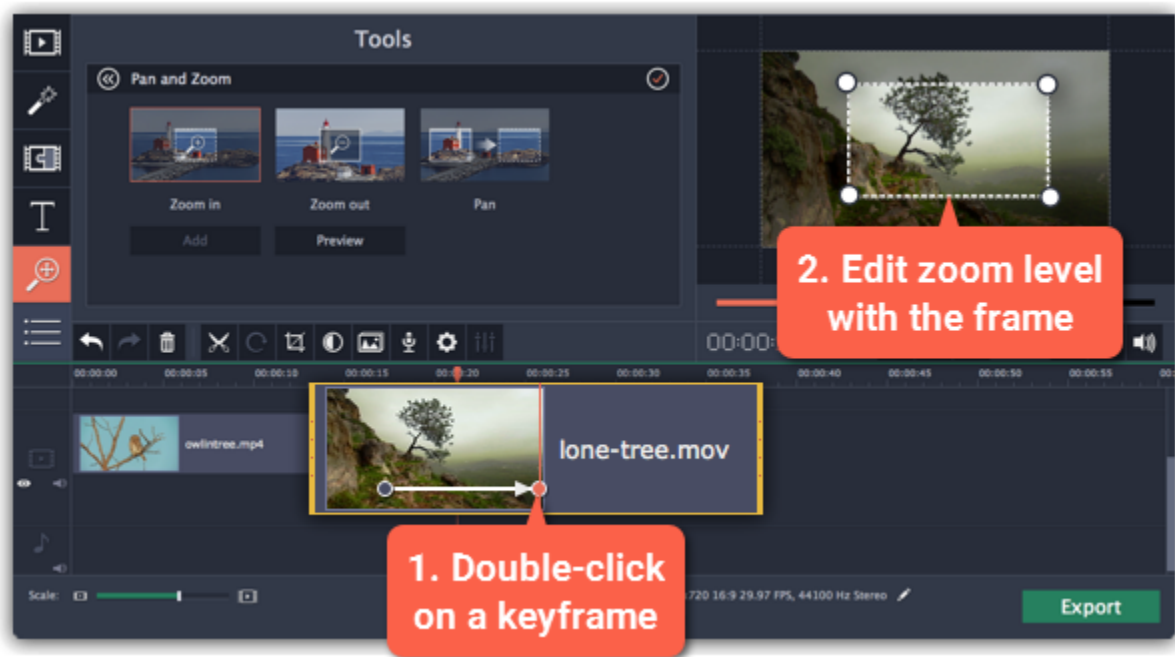 Tools
Pan and Zoom
Zoom in
Zoom out
Pan
Add
Preview
2. Edit zoom level
with the frame
00:00:
00:00:00 00:00:05 00:00:10 00:00:15 00:00:20 00:00:25 00:00:30 00:00:35 00:00:40 00:00:45 00:00:50 00:00:55 00:
owlintree.mp4
lone-tree.mov
1. Double-click
on a keyframe
Scale:
720 16:9 29.97 FPS, 44100 Hz Stereo
Export